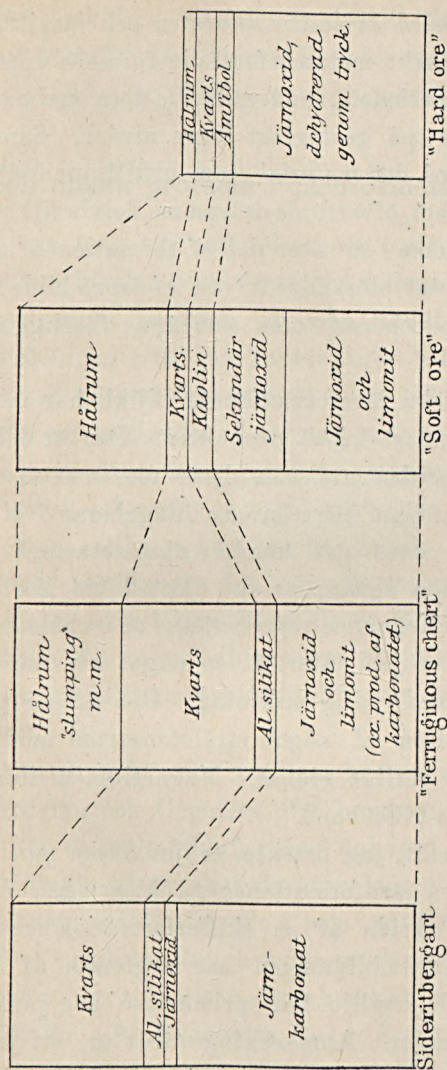 Kvarts
Al. silikat
Järnoxid
Järn-
karbonat
Sideritbergart
Hålrum
"slumping"
m.m.
Kvarts
Al. silikat
Järnoxid
och
limonit
(ox. prod. af
karbonatet)
"Ferruginous chert"
Hålrum
Kvarts
Kaolin
Sekundär
järnoxid
Järnoxid
och
limonit
"Soft ore"
Hålrum
Kvarts
Amfibol
Järnoxid,
dehydrerad
genom tryck.
"Hard ore"